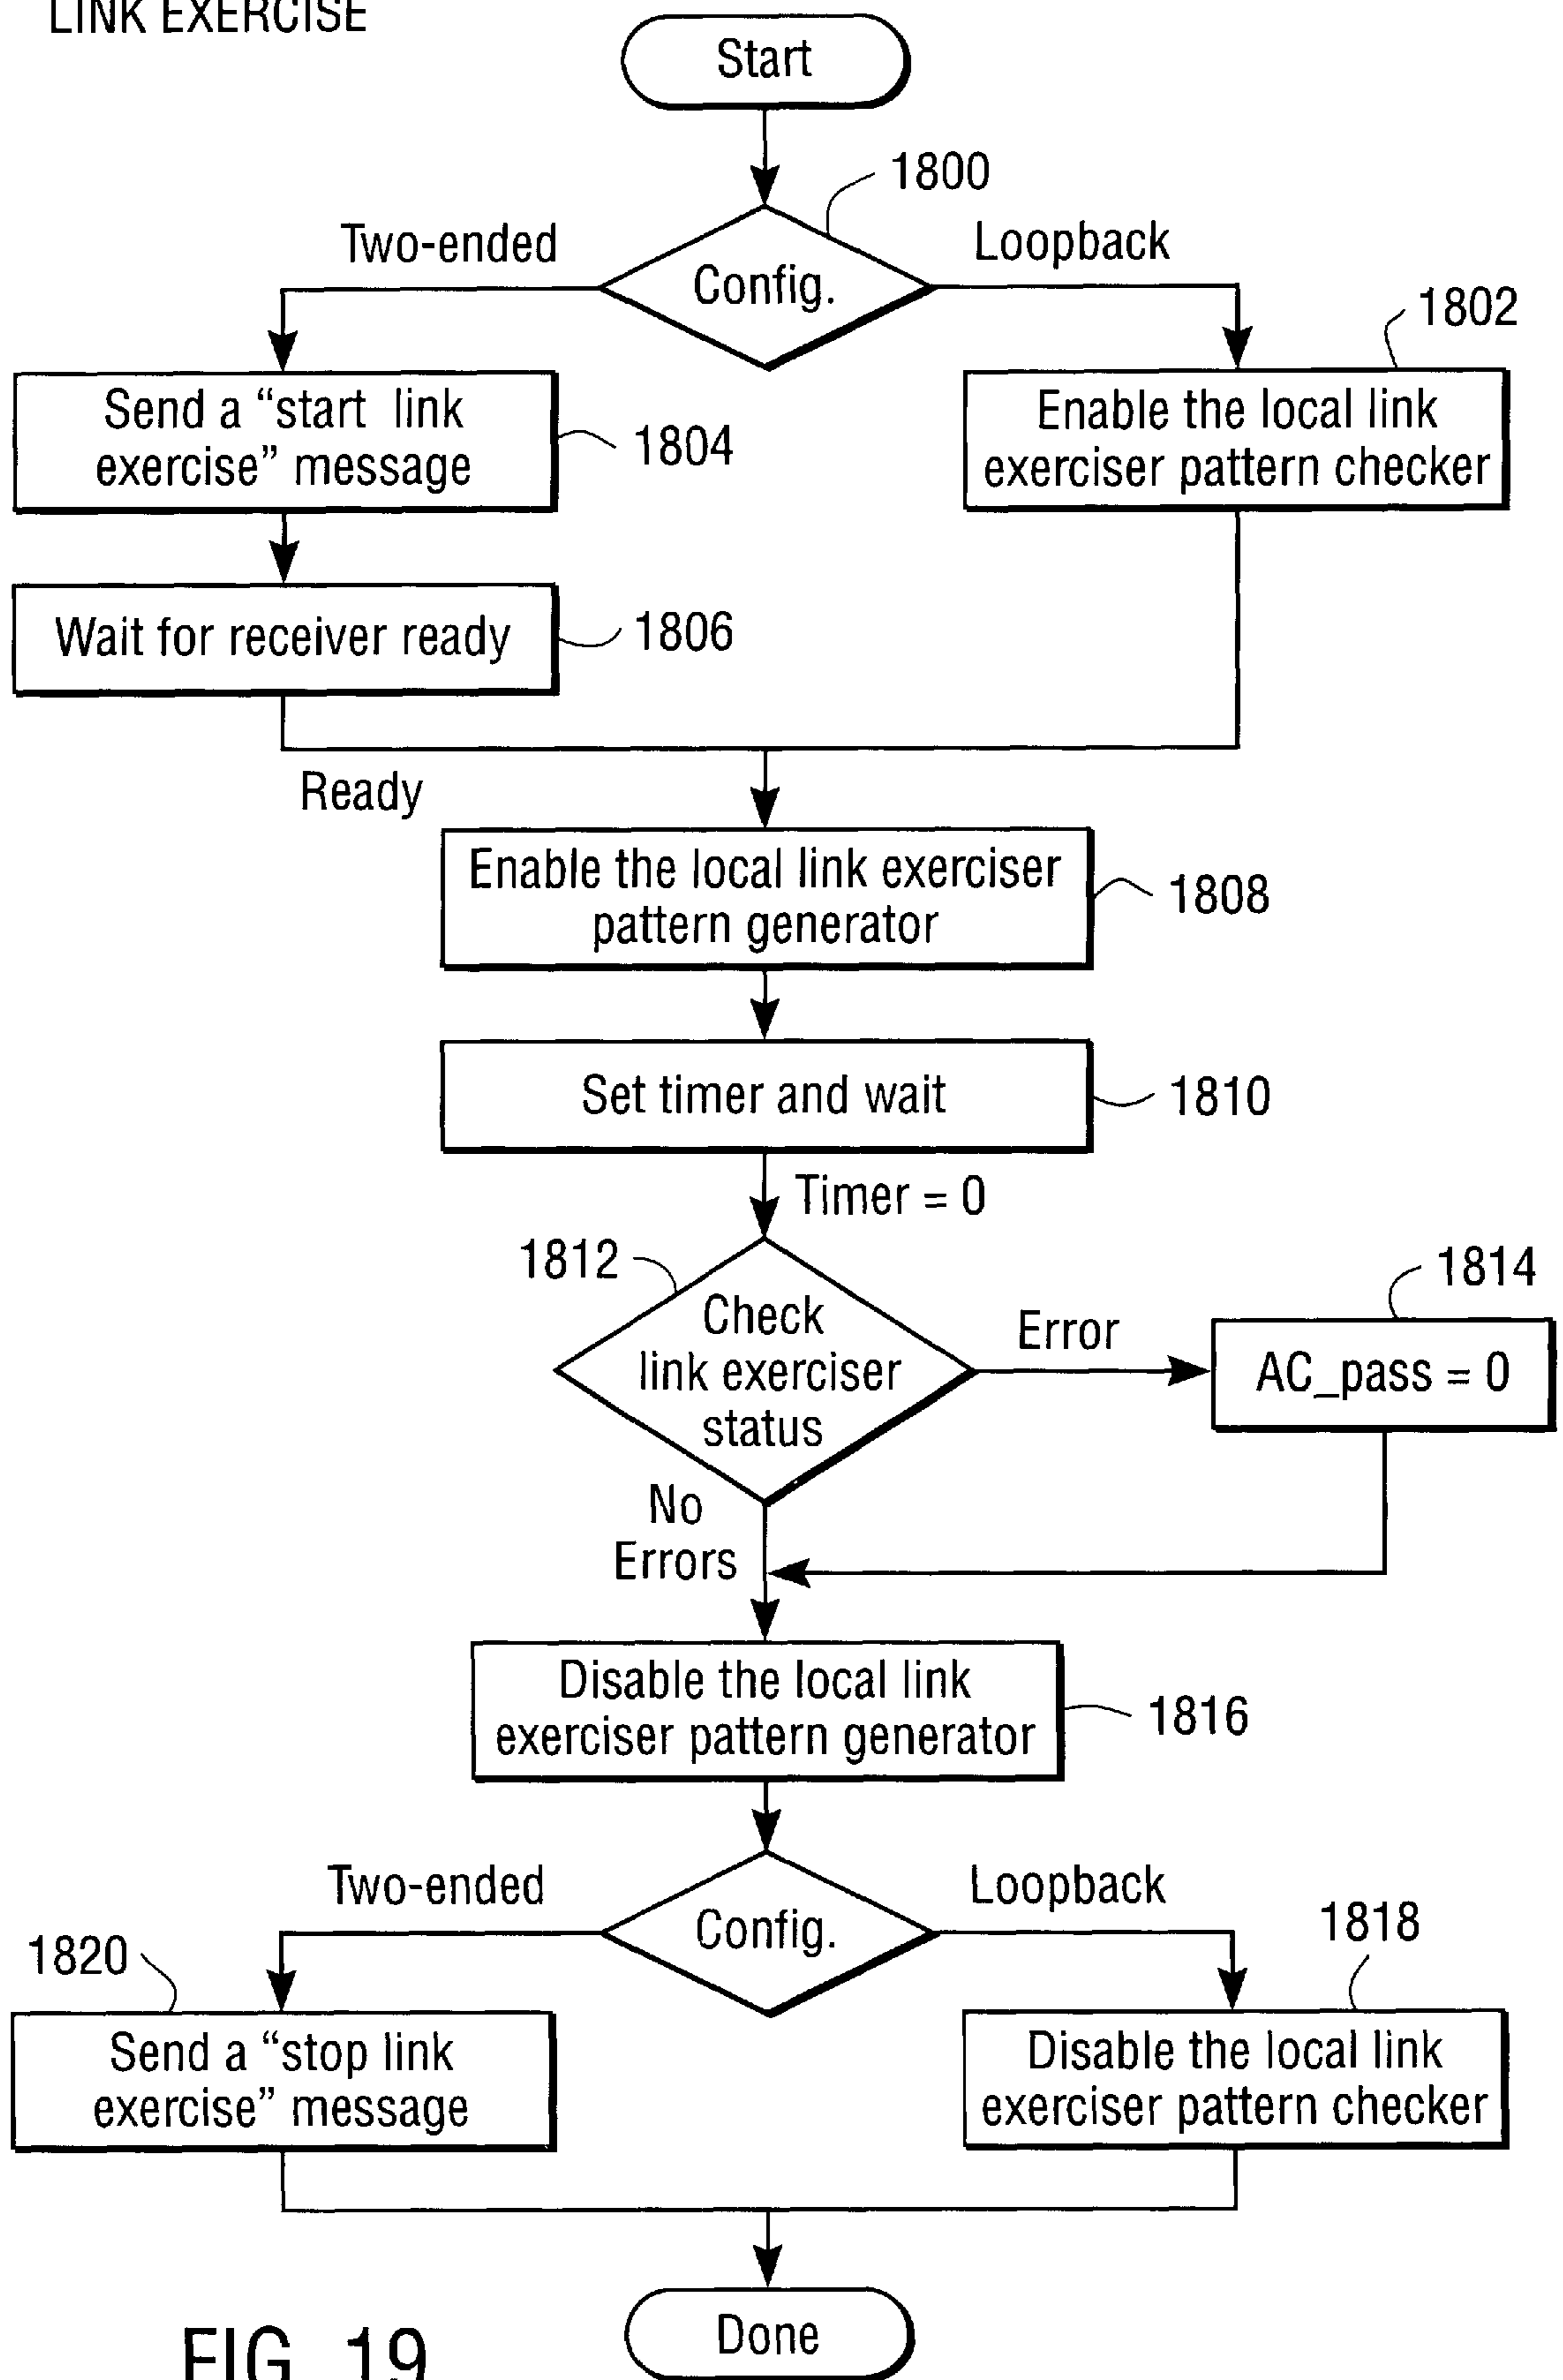 LINK EXERCISE
Start
1800
Two-ended
Loopback
Config.
1802
Send a “start link
exercise” message
1804
Enable the local link
exerciser pattern checker
Wait for receiver ready
1806
Ready
Enable the local link exerciser
pattern generator
1808
Set timer and wait
1810
Timer = 0
1812
Check
link exerciser
status
Error
1814
AC_pass = 0
No
Errors
Disable the local link
exerciser pattern generator
1816
Two-ended
Loopback
Config.
1820
1818
Send a “stop link
exercise” message
Disable the local link
exerciser pattern checker
Done
FIG. 19